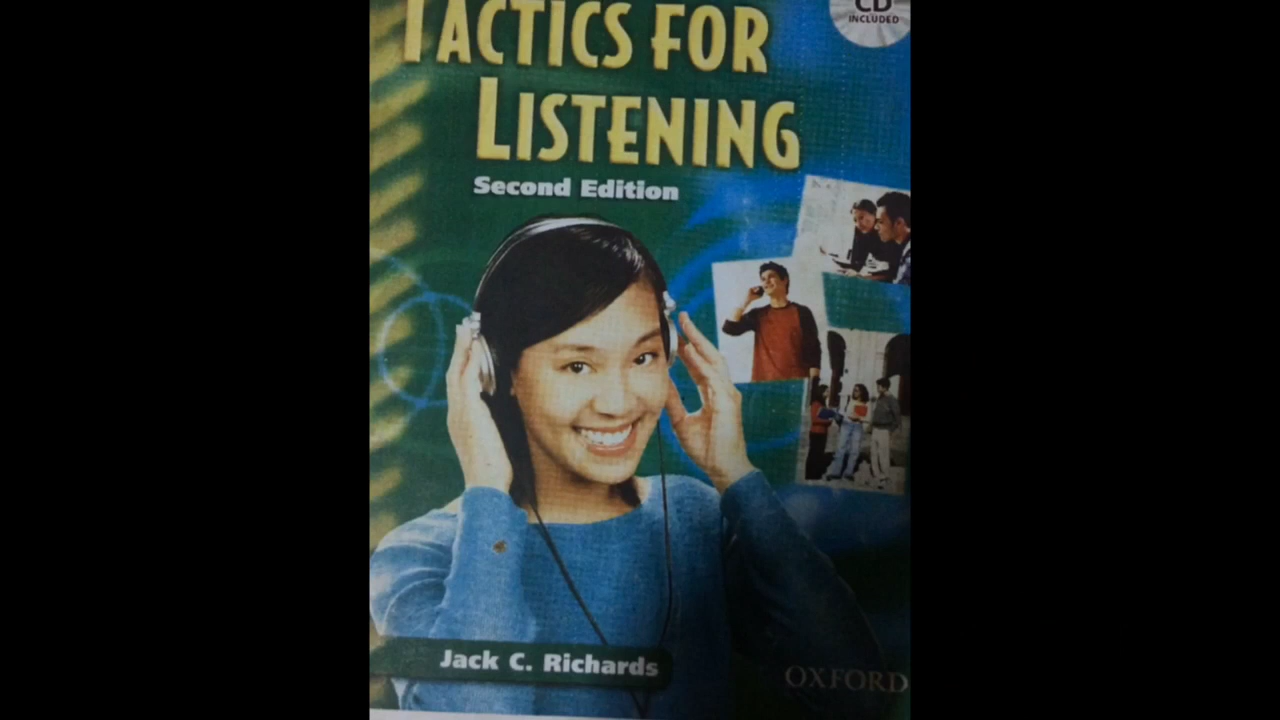 TACTICS FOR
LISTENING
Second Edition
CD
INCLUDED
Jack C. Richards
OXFORD